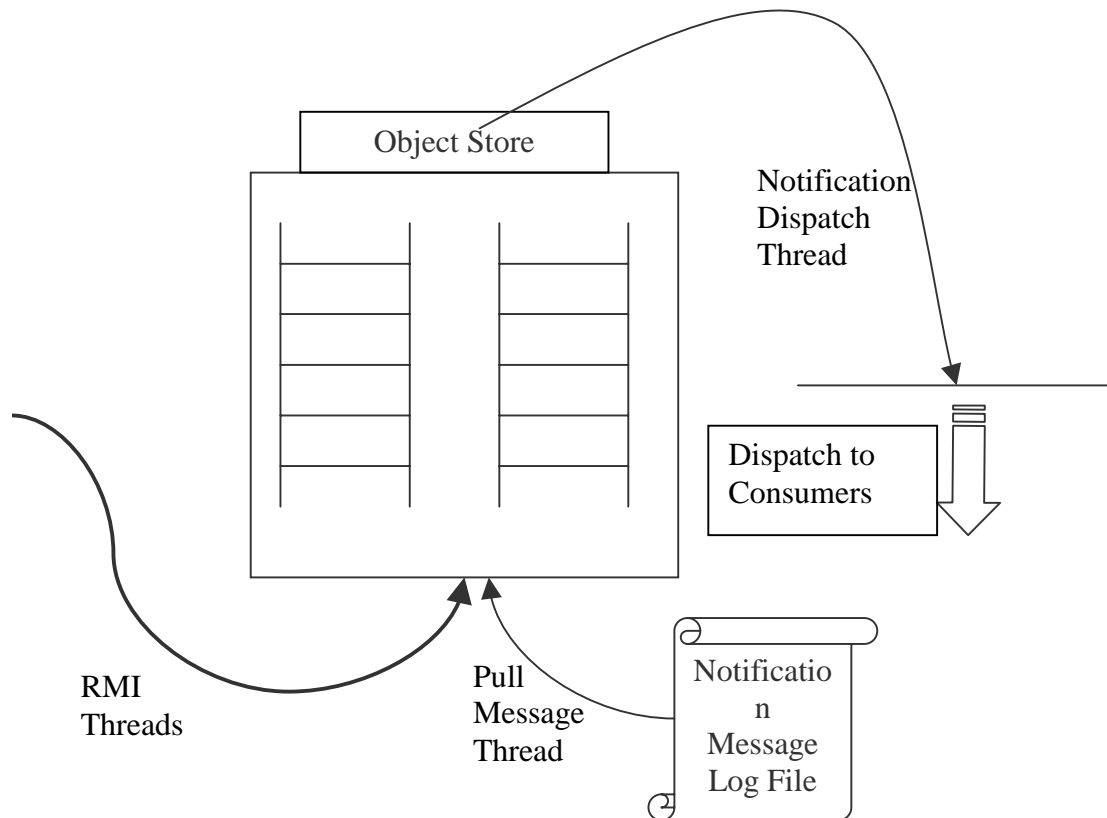 Object Store
Notification
Dispatch
Thread
Dispatch to
Consumers
RMI
Threads
Pull
Message
Thread
Notificatio
n
Message
Log File